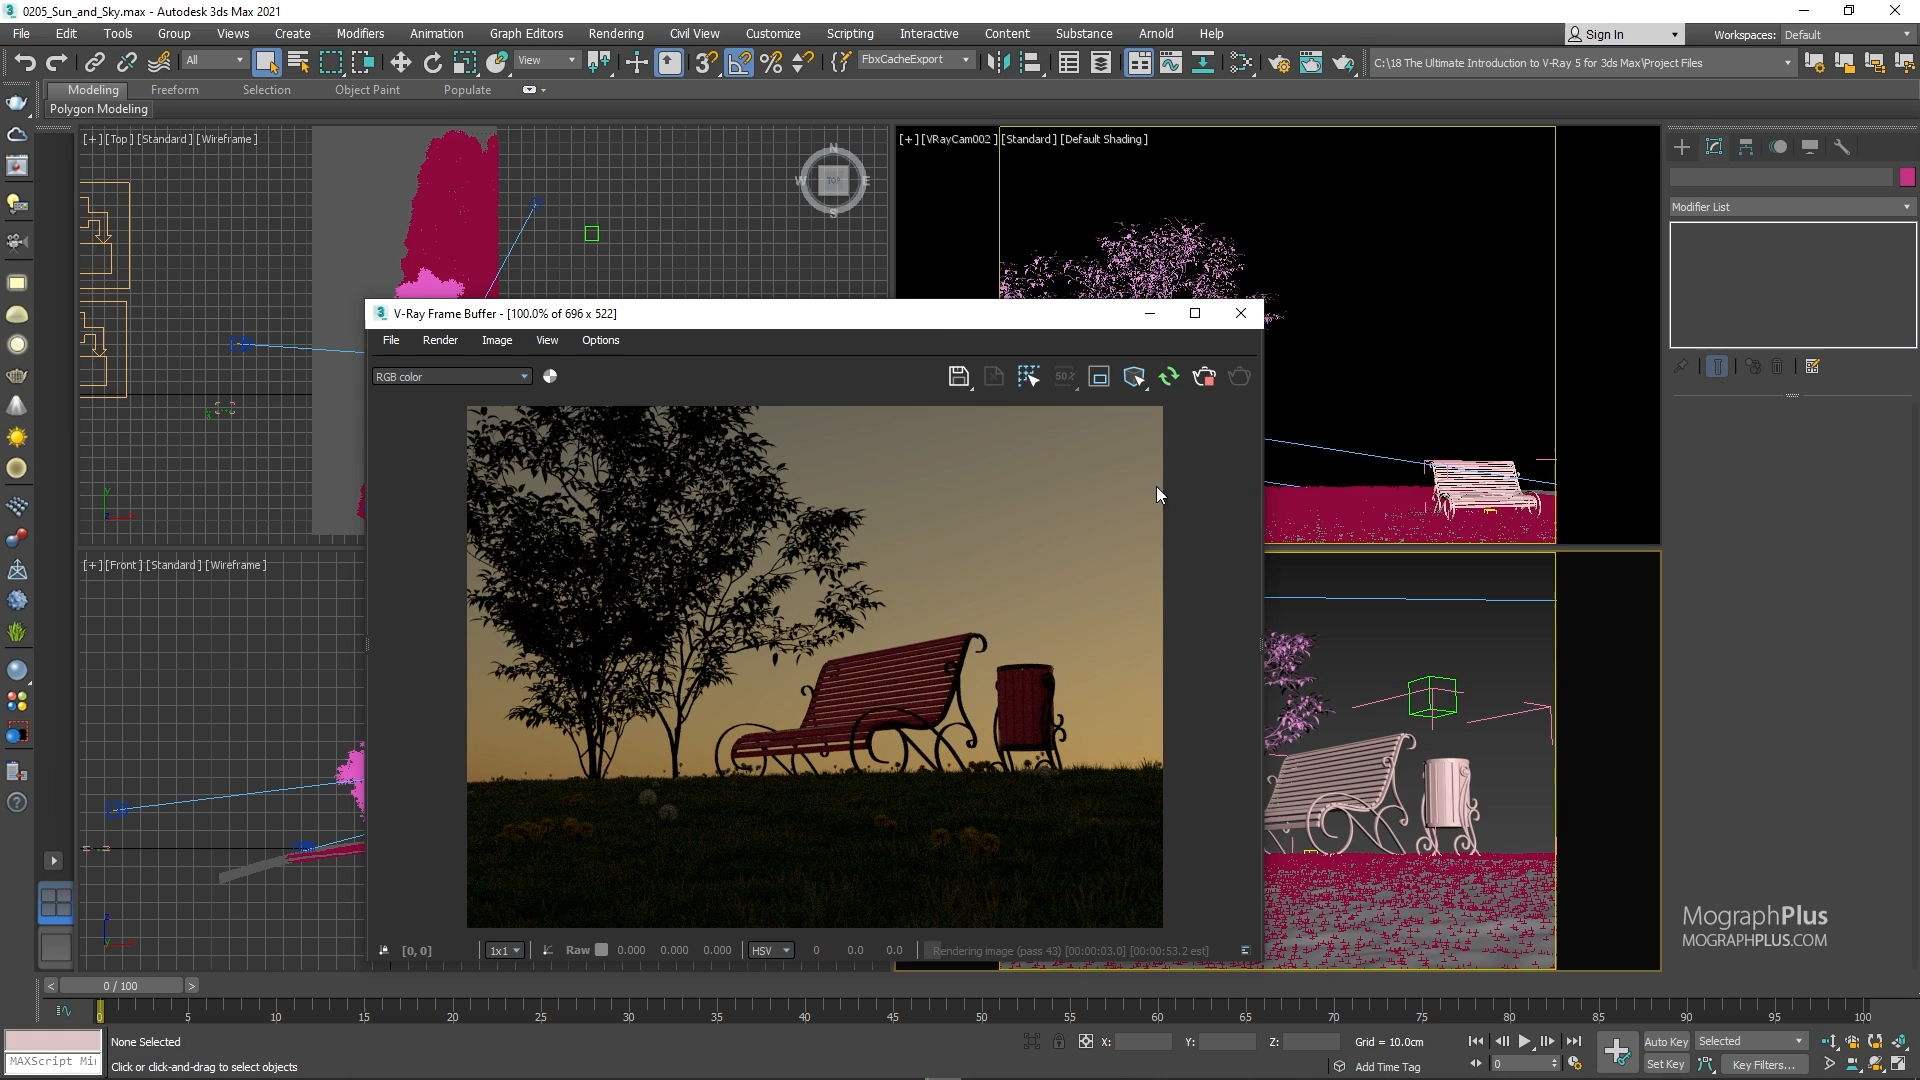 0205_Sun_and_Sky.max - Autodesk 3ds Max 2021
File Edit Tools Group Views Create Modifiers Animation Graph Editors Rendering Civil View Customize Scripting Interactive Content Substance Arnold Help
Sign In
Workspaces: Default
All
View
FbxCacheExport
C:\18 The Ultimate Introduction to V-Ray 5 for 3ds Max\Project Files
Modeling Freeform Selection Object Paint Populate
Polygon Modeling
[+] [Top] [Standard] [Wireframe]
N
W TOP E
S
[+] [VRayCam002 ] [Standard] [Default Shading]
Modifier List
V-Ray Frame Buffer - [100.0% of 696 x 522]
File Render Image View Options
RGB color
50%
[+] [Front] [Standard] [Wireframe]
[0, 0]
1x1
Raw 0.000 0.000 0.000
HSV 0 0.0 0.0
Rendering image (pass 43) [00:00:03.0] [00:00:53.2 est]
MographPlus
MOGRAPHPLUS.COM
< 0 / 100 >
0 5 10 15 20 25 30 35 40 45 50 55 60 65 70 75 80 85 90 95 100
None Selected
X: Y: Z: Grid = 10.0cm
Auto Key Selected
MAXScript Mi
Click or click-and-drag to select objects
Add Time Tag
0
Set Key Key Filters...